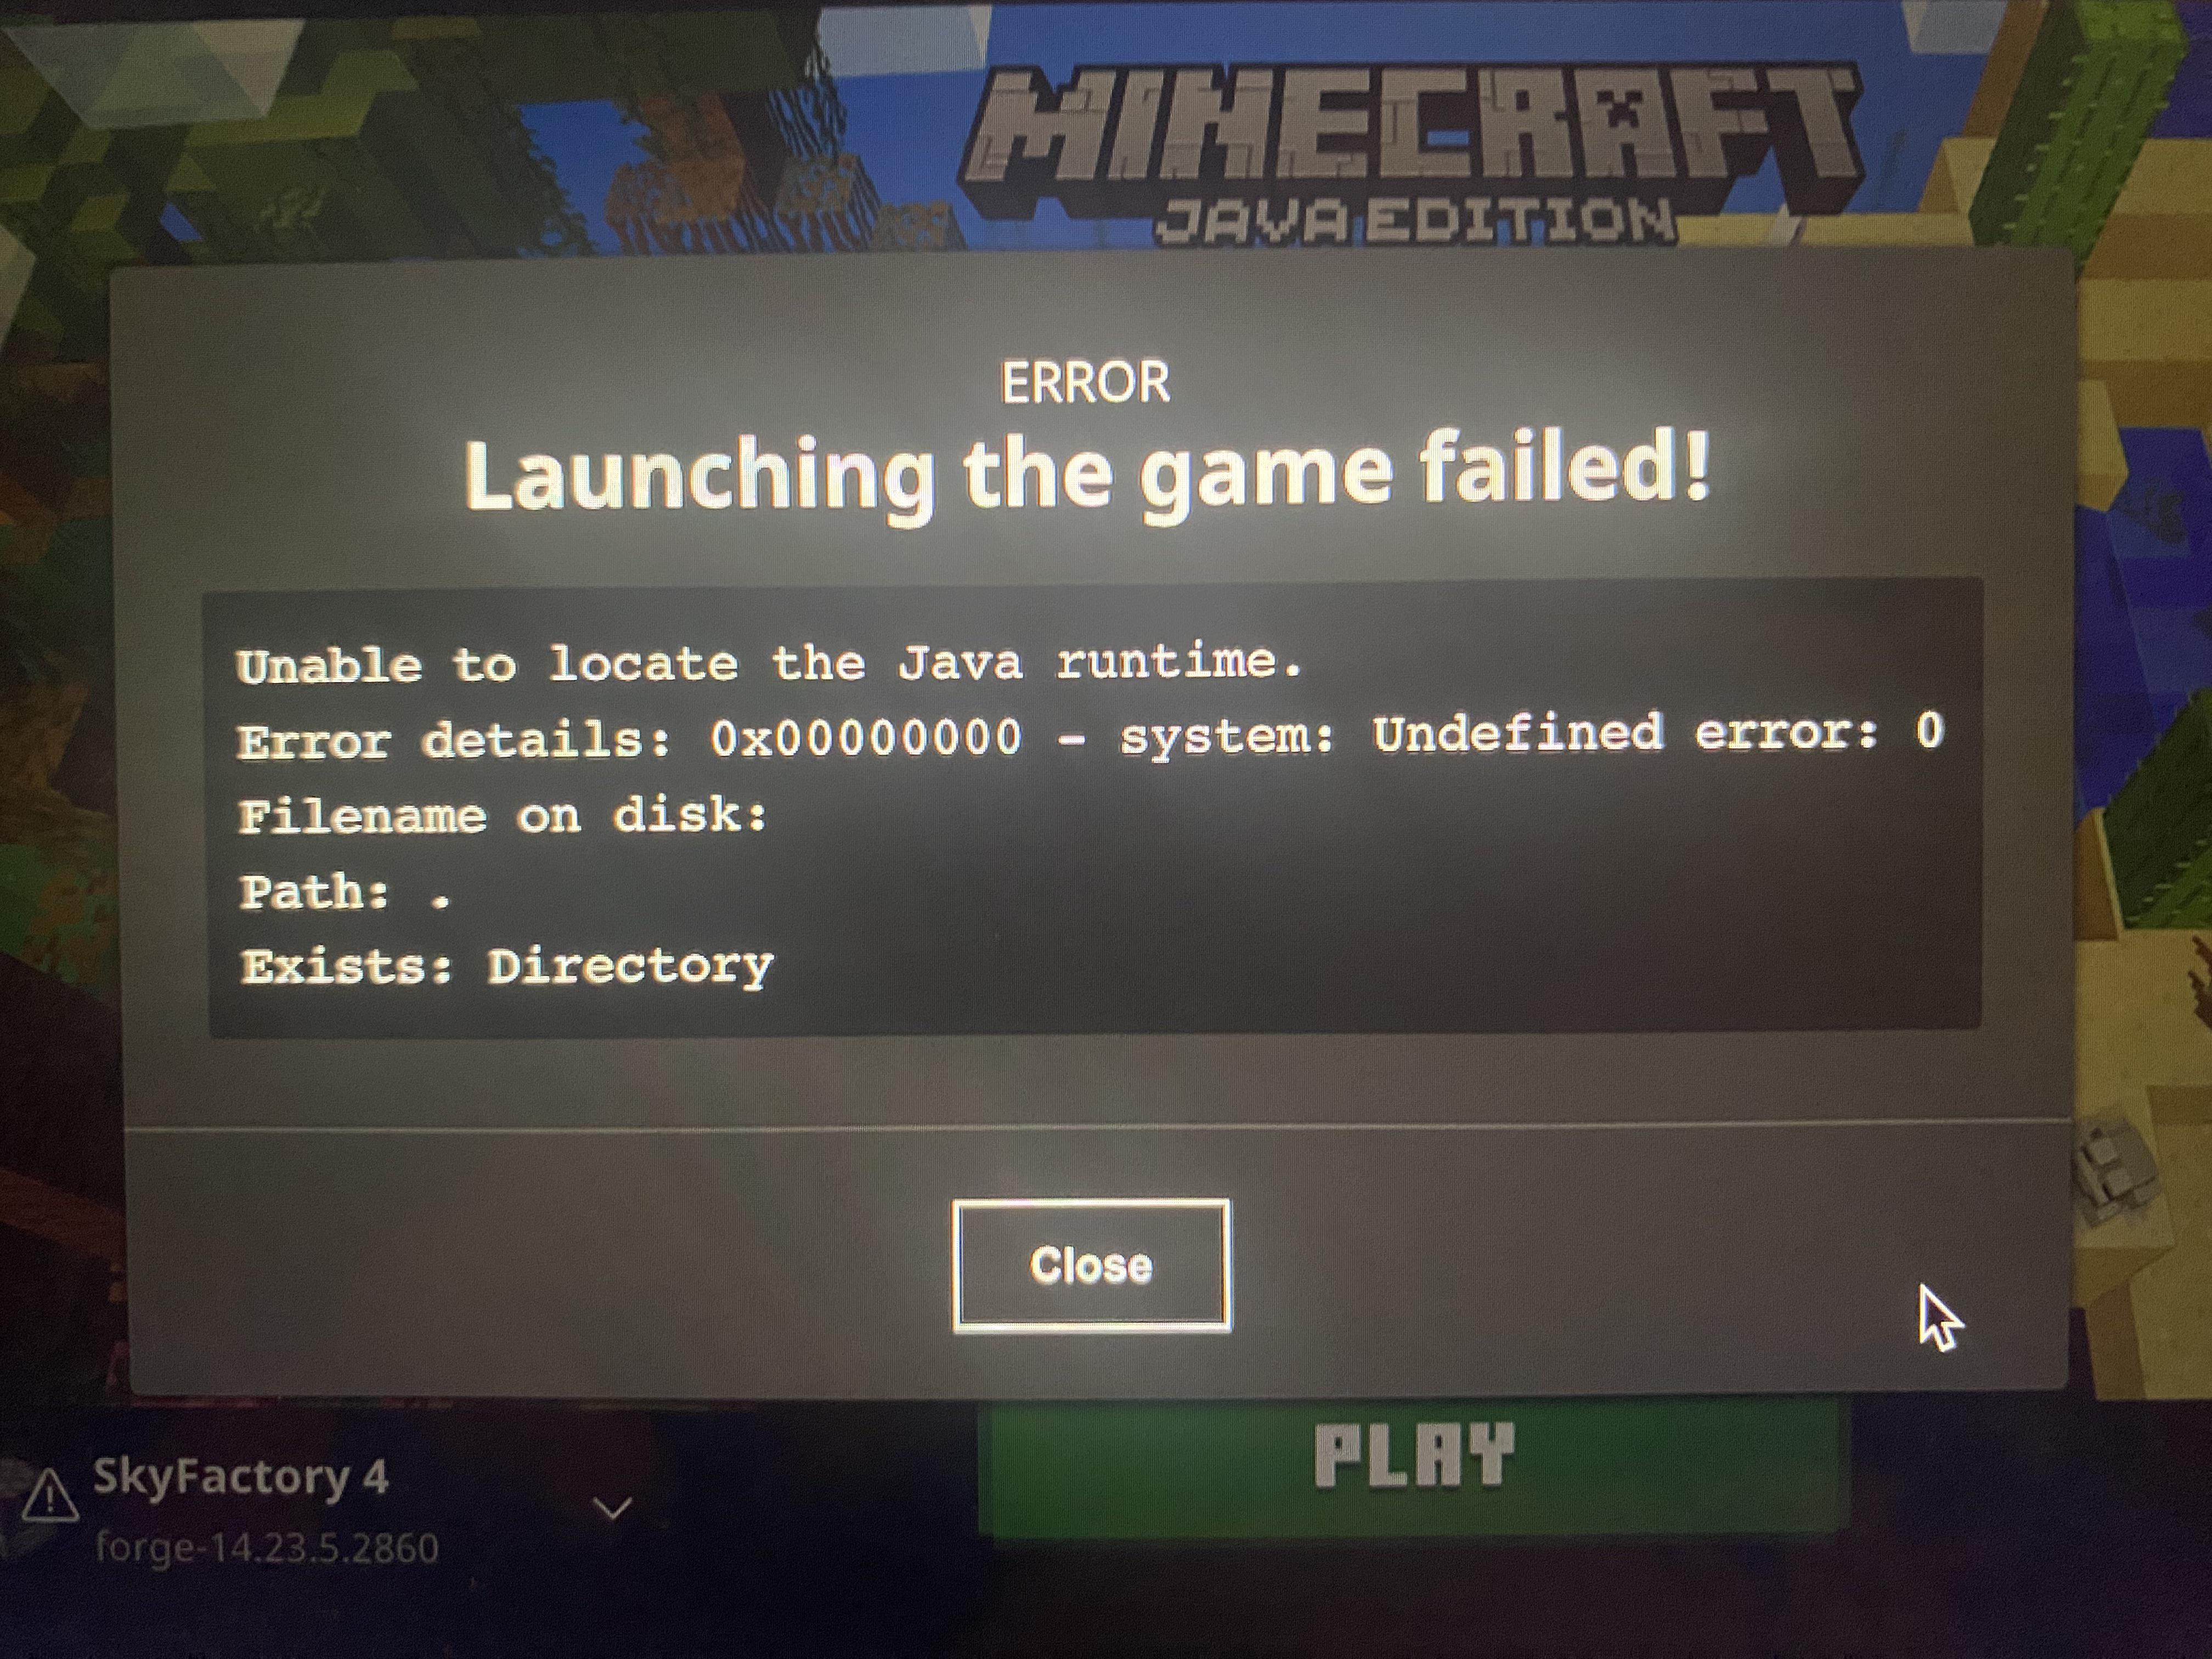 MINECRAFT
JAVA EDITION
ERROR
Launching the game failed!
Unable to locate the Java runtime.
Error details: 0x00000000 - system: Undefined error: 0
Filename on disk:
Path: .
Exists: Directory
Close
PLAY
SkyFactory 4
forge-14.23.5.2860